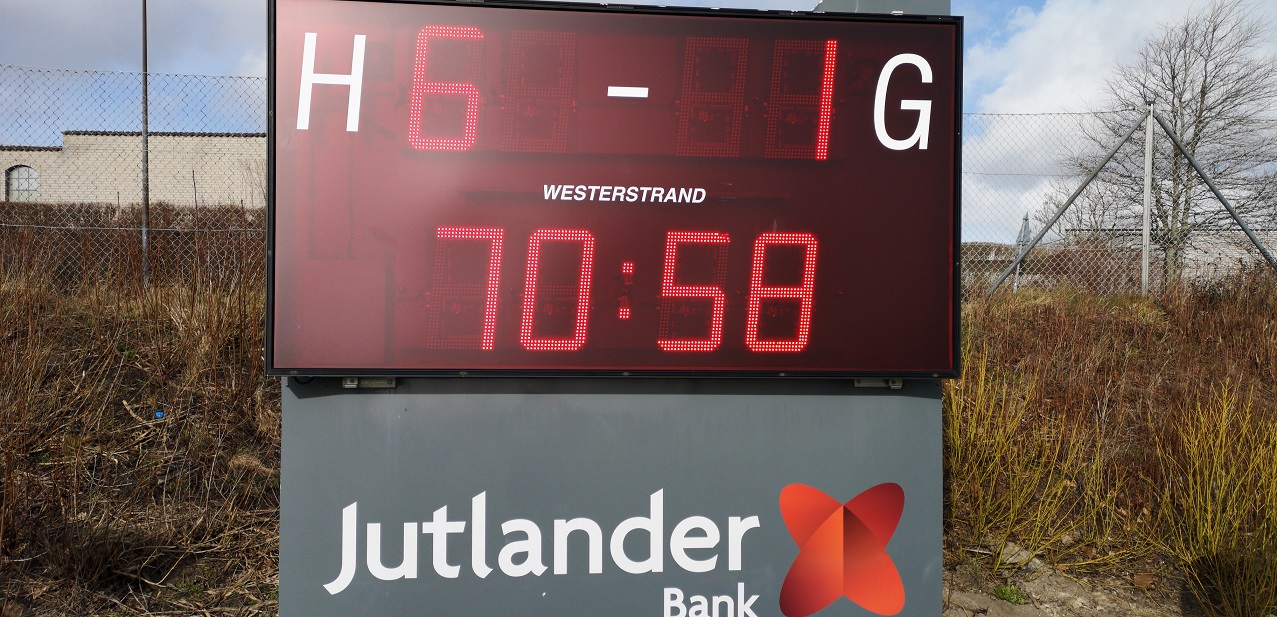 H 6 - 1 G
WESTERSTRAND
70:58
Jutlander
Bank